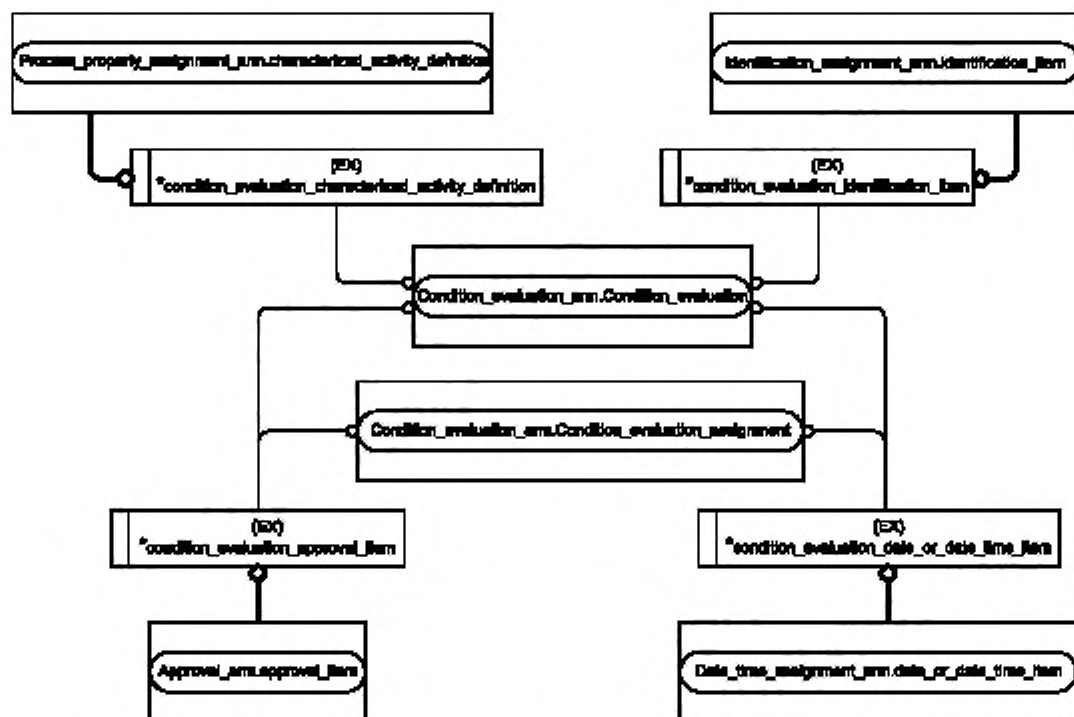 Process_property_assignment_arm.characterized_activity_definition
Identification_assignment_arm.identification_item
(EX)
*condition_evaluation_characterized_activity_definition
(EX)
*condition_evaluation_identification_item
Condition_evaluation_arm.Condition_evaluation
Condition_evaluation_arm.Condition_evaluation_assignment
(EX)
*condition_evaluation_approval_item
(EX)
*condition_evaluation_date_or_date_time_item
Approval_arm.approval_item
Date_time_assignment_arm.date_or_date_time_item